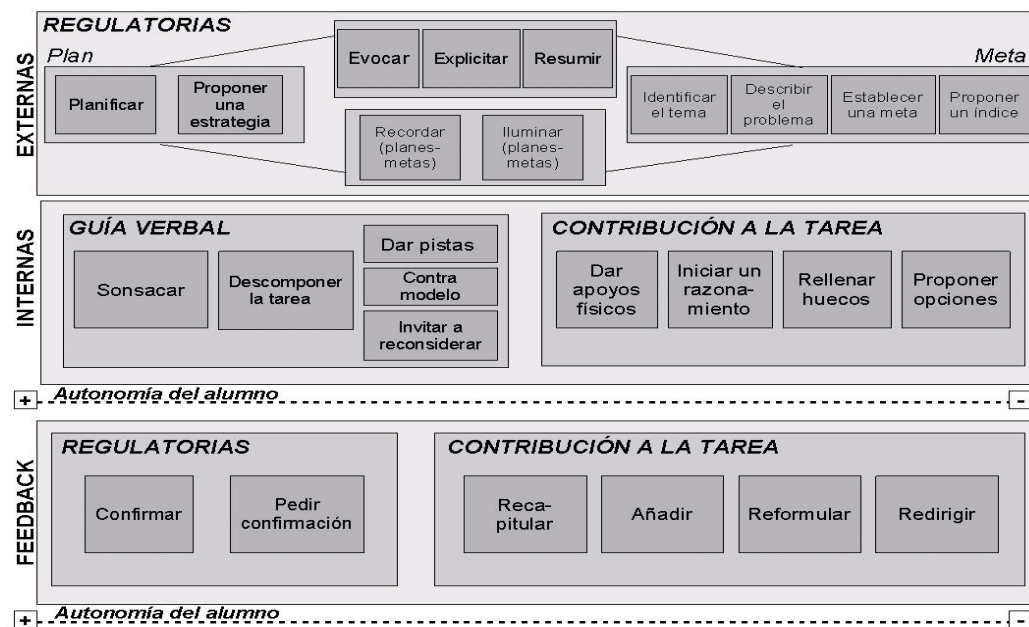 REGULATORIAS
EXTERNAS
Plan
Meta
Planificar
Proponer
una
estrategia
Evocar
Explicitar
Resumir
Recordar
(planes-
metas)
Iluminar
(planes-
metas)
Identificar
el tema
Describir
el
problema
Establecer
una meta
Proponer
un índice
INTERNAS
GUÍA VERBAL
Sonsacar
Descomponer
la tarea
Dar pistas
Contra
modelo
Invitar a
reconsiderar
CONTRIBUCIÓN A LA TAREA
Dar
apoyos
físicos
Iniciar un
razona-
miento
Rellenar
huecos
Proponer
opciones
+ Autonomía del alumno -
FEEDBACK
REGULATORIAS
Confirmar
Pedir
confirmación
CONTRIBUCIÓN A LA TAREA
Reca-
pitular
Añadir
Reformular
Redirigir
+ Autonomía del alumno -